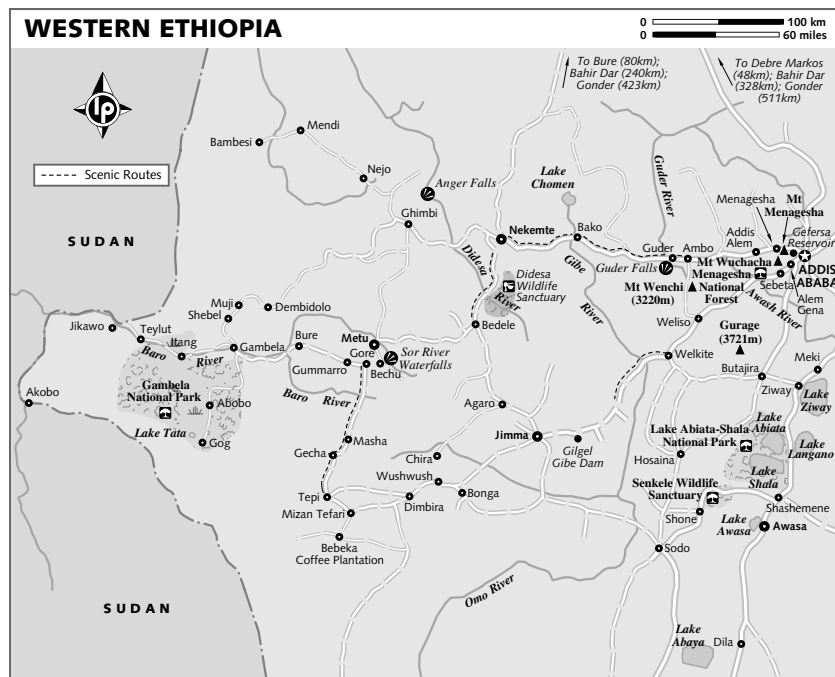 WESTERN ETHIOPIA
0 100 km
0 60 miles
To Bure (80km);
Bahir Dar (240km);
Gonder (423km)
To Debre Markos
(48km); Bahir Dar
(328km); Gonder
(511km)
lp
Scenic Routes
Mendi
Bambesi
Nejo
Anger Falls
Ghimbi
Lake
Chomen
Guder River
Nekemte
Bako
Menagesha
Mt
Menagesha
Gefersa
Reservoir
Addis
Alem
Guder
Ambo
Guder Falls
Mt Wuchacha
ADDIS
ABABA
Menagesha
National
Forest
Sebeta
Mt Wenchi
(3220m)
Awash River
Alem
Gena
SUDAN
Didesa
River
Gibe
River
Didesa
Wildlife
Sanctuary
Muji
Shebel
Dembidolo
Bedele
Weliso
Gurage
(3721m)
Jikawo
Teylut
Itang
Baro
River
Gambela
Bure
Metu
Gore
Gummarro
Bechu
Sor River
Waterfalls
Welkite
Butajira
Meki
Ziway
Lake
Ziway
Akobo
Gambela
National Park
Abobo
Lake Tata
Gog
Baro River
Agaro
Jimma
Gilgel
Gibe Dam
Lake Abiata-Shala
National Park
Lake
Abiata
Lake
Langano
Hosaina
Masha
Gecha
Chira
Wushwush
Bonga
Dimbira
Tepi
Mizan Tefari
Bebeka
Coffee Plantation
Senkele Wildlife
Sanctuary
Lake
Shala
Shashemene
Shone
Lake
Awasa
Awasa
Sodo
Omo River
SUDAN
Lake
Abaya
Dila